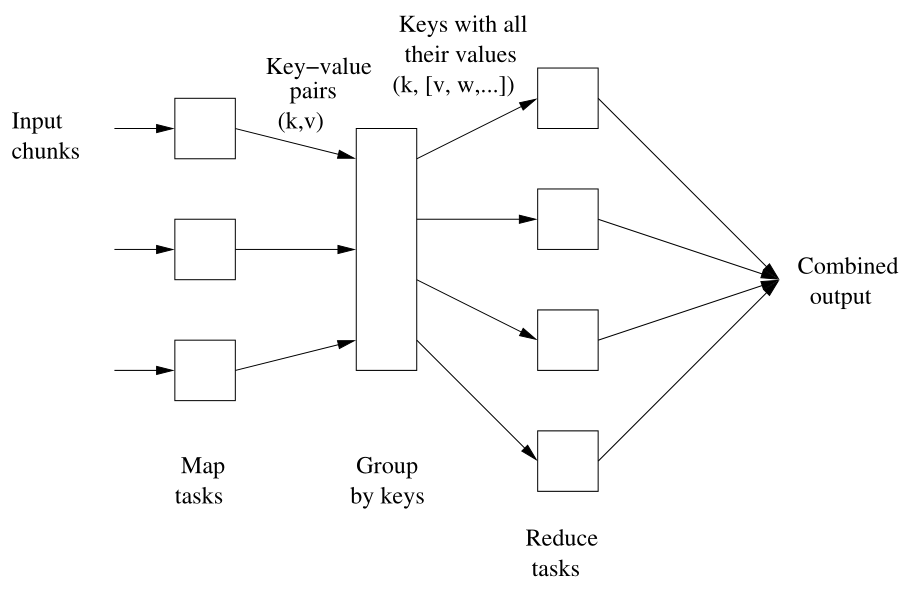 Input
chunks
Key−value
pairs
(k,v)
Keys with all
their values
(k, [v, w,...])
Combined
output
Map
tasks
Group
by keys
Reduce
tasks